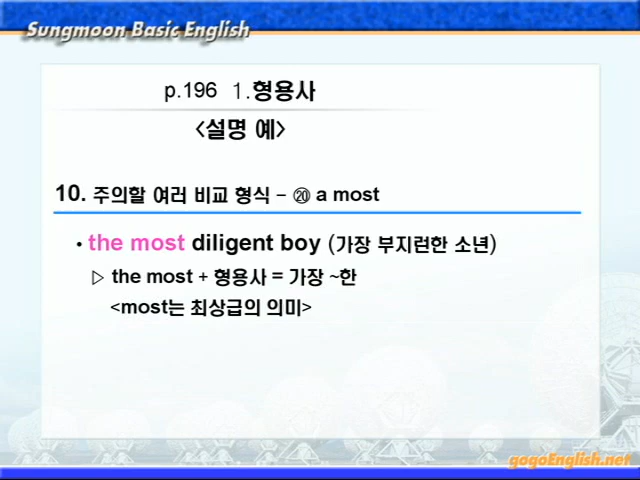 Sungmoon Basic English
p.196 1.형용사
<설명 예>
10. 주의할 여러 비교 형식 – ⑳ a most
• the most diligent boy (가장 부지런한 소년)
▷ the most + 형용사 = 가장 ~한
<most는 최상급의 의미>
gogoEnglish.net